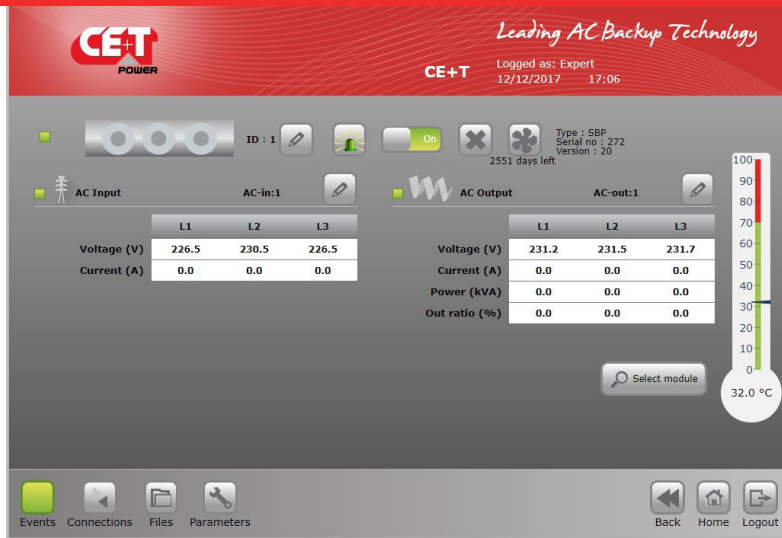 CE+T
POWER
Leading AC Backup Technology
CE+T
Logged as: Expert
12/12/2017 17:06
ID : 1
On
2551 days left
Type : SBP
Serial no : 272
Version : 20
AC Input AC-in:1
L1 L2 L3
Voltage (V) 226.5 230.5 226.5
Current (A) 0.0 0.0 0.0
AC Output AC-out:1
L1 L2 L3
Voltage (V) 231.2 231.5 231.7
Current (A) 0.0 0.0 0.0
Power (kVA) 0.0 0.0 0.0
Out ratio (%) 0.0 0.0 0.0
Select module
100
90
80
70
60
50
40
30
20
10
0
32.0 °C
Events Connections Files Parameters
Back Home Logout